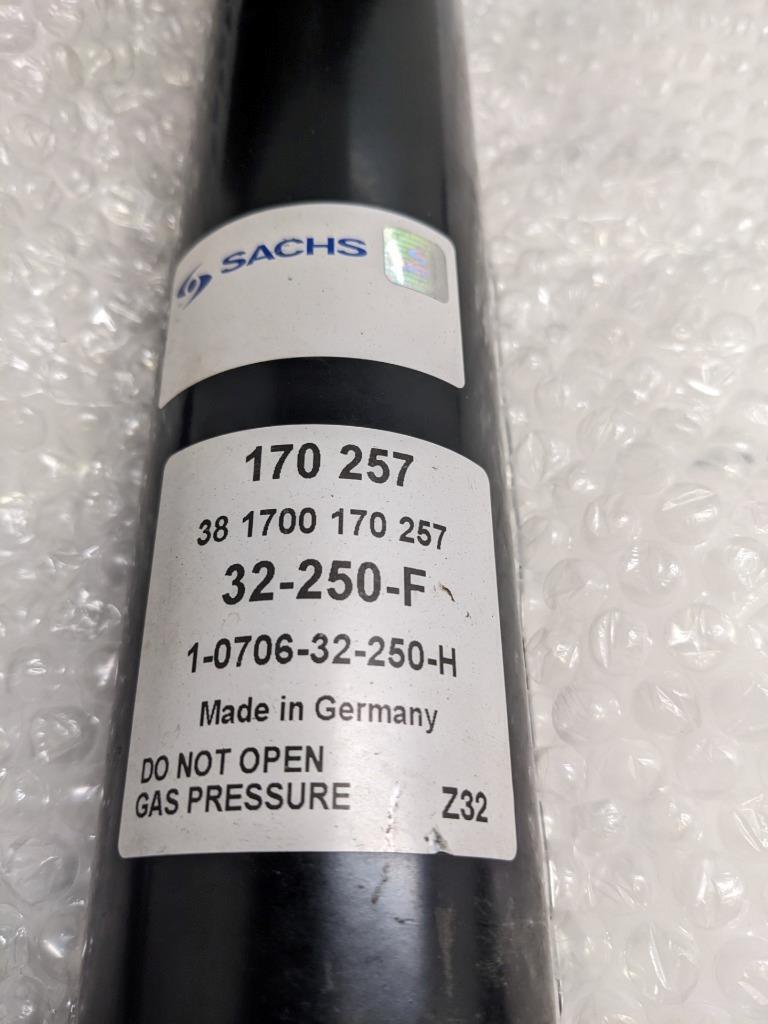 SACHS
170 257
38 1700 170 257
32-250-F
1-0706-32-250-H
Made in Germany
DO NOT OPEN
GAS PRESSURE Z32